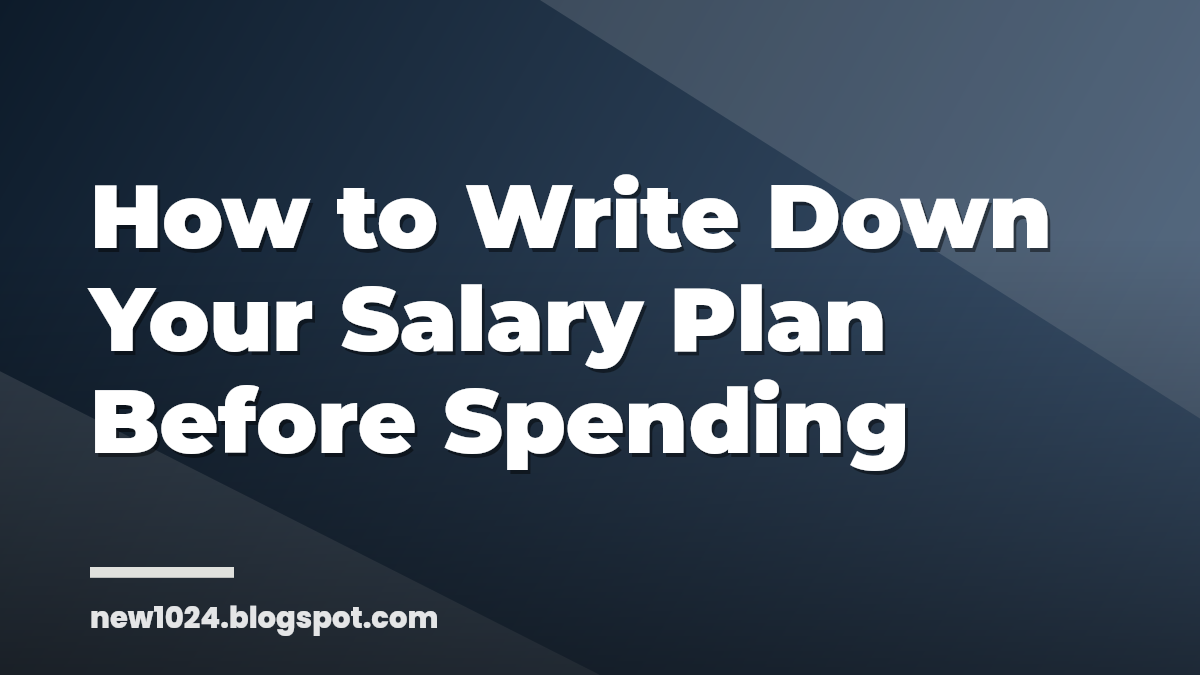 How to Write Down
Your Salary Plan
Before Spending
new1024.blogspot.com